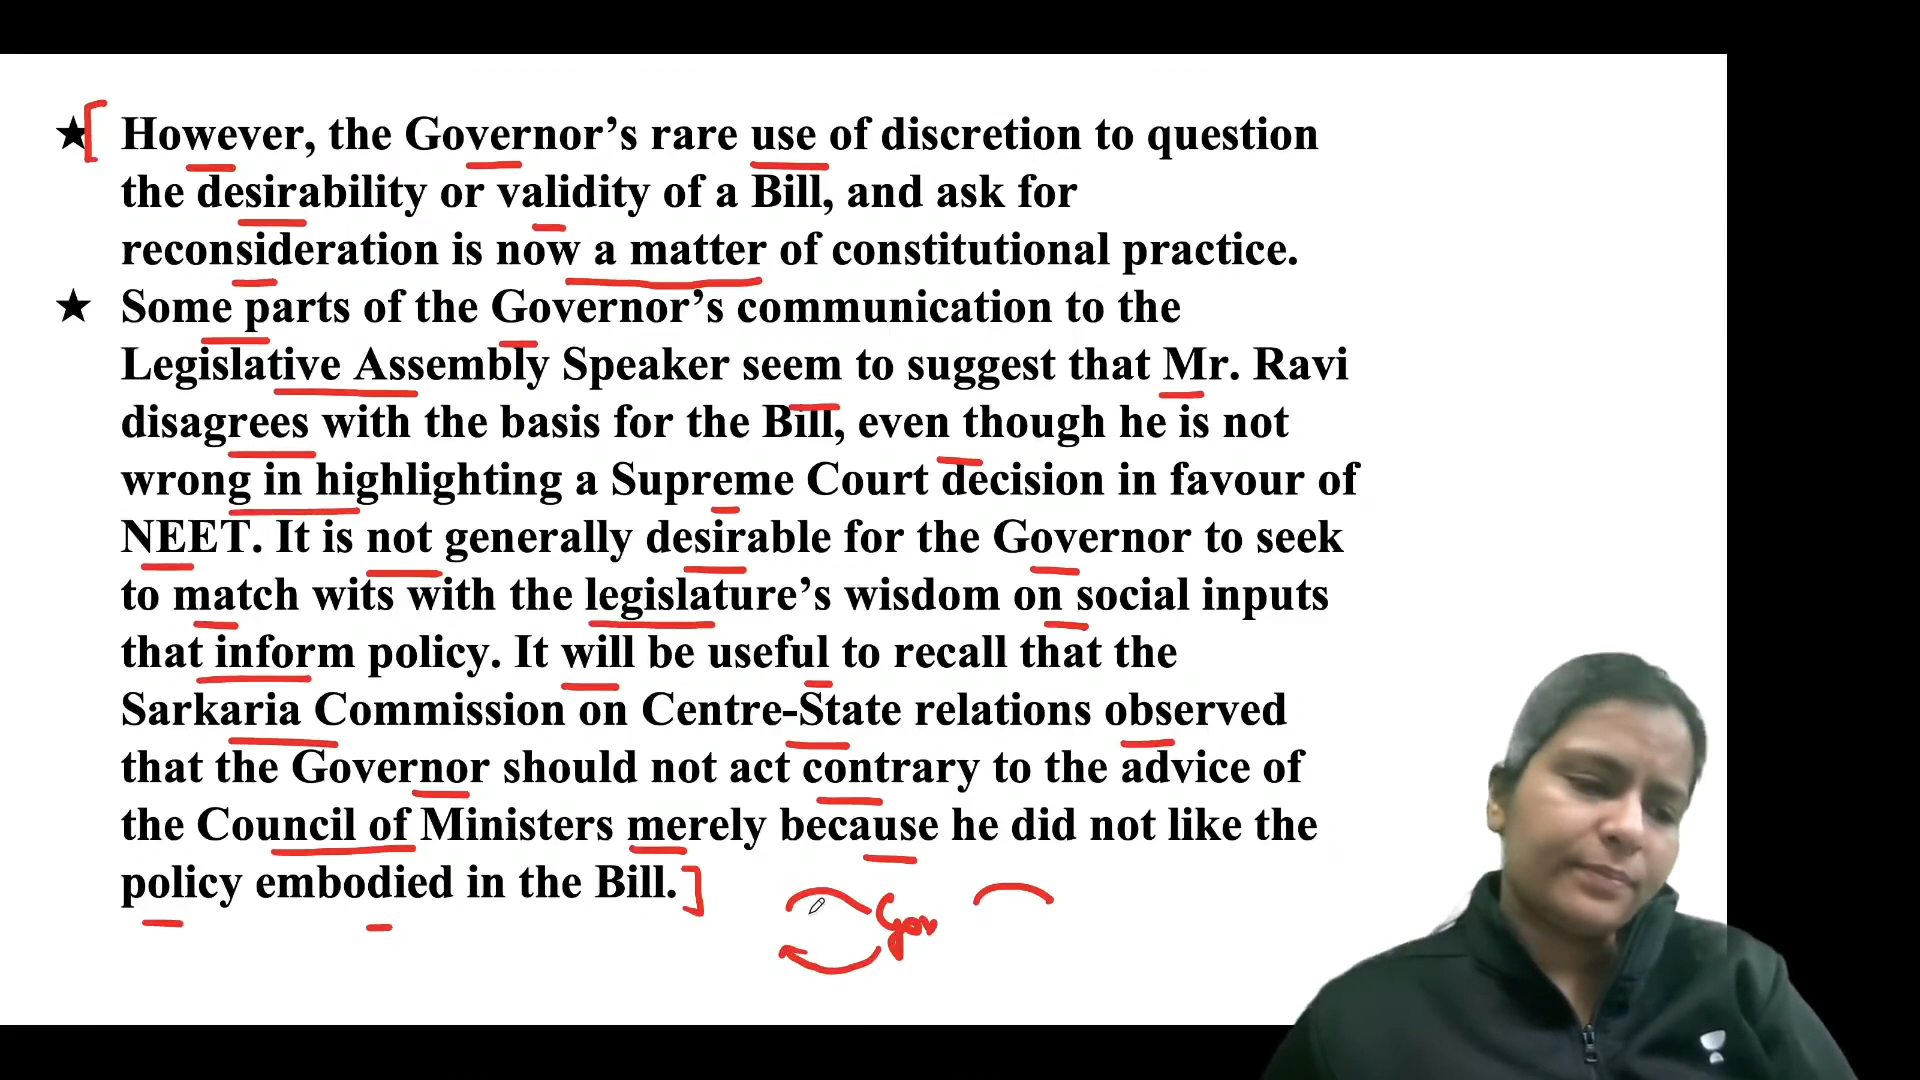 ★ However, the Governor’s rare use of discretion to question
the desirability or validity of a Bill, and ask for
reconsideration is now a matter of constitutional practice.
★ Some parts of the Governor’s communication to the
Legislative Assembly Speaker seem to suggest that Mr. Ravi
disagrees with the basis for the Bill, even though he is not
wrong in highlighting a Supreme Court decision in favour of
NEET. It is not generally desirable for the Governor to seek
to match wits with the legislature’s wisdom on social inputs
that inform policy. It will be useful to recall that the
Sarkaria Commission on Centre-State relations observed
that the Governor should not act contrary to the advice of
the Council of Ministers merely because he did not like the
policy embodied in the Bill.
Gov